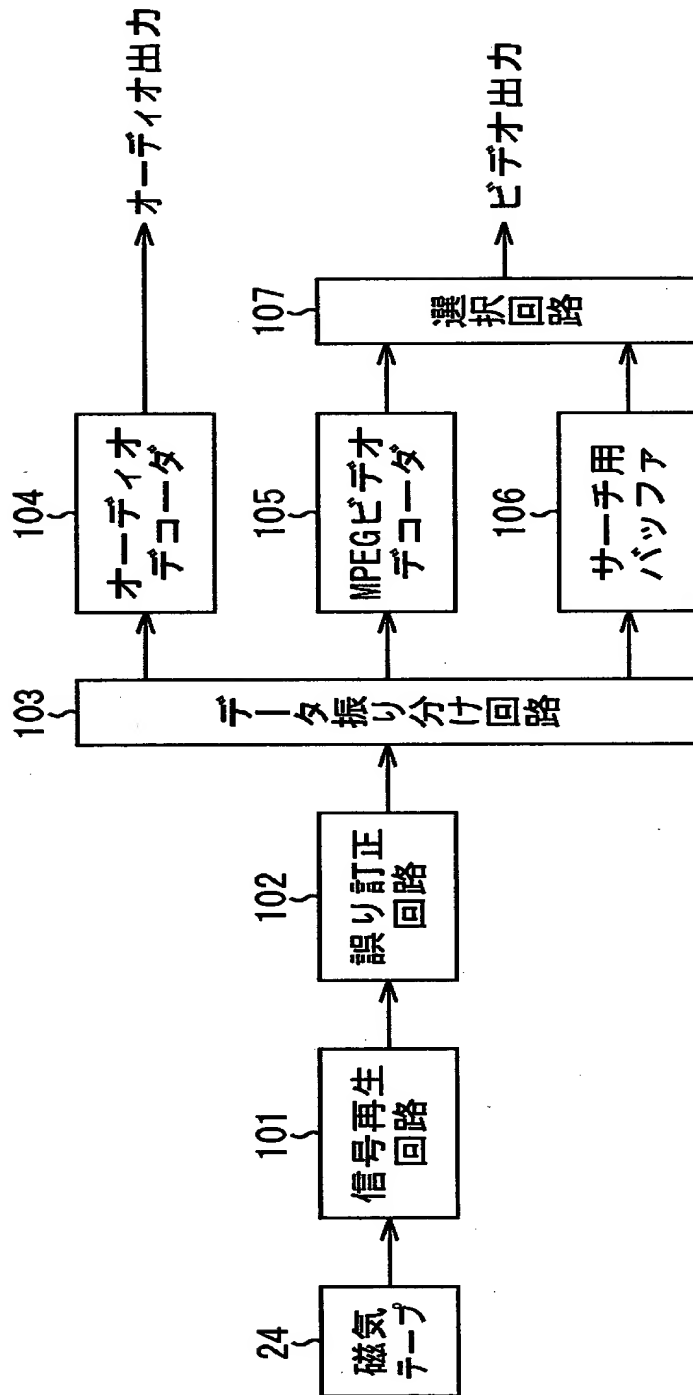 24
磁気
テープ
101
信号再生
回路
102
誤り訂正
回路
103
データ振り分け回路
104
オーディオ
デコーダ
オーディオ出力
105
MPEGビデオ
デコーダ
106
サーチ用
バッファ
107
選択回路
ビデオ出力